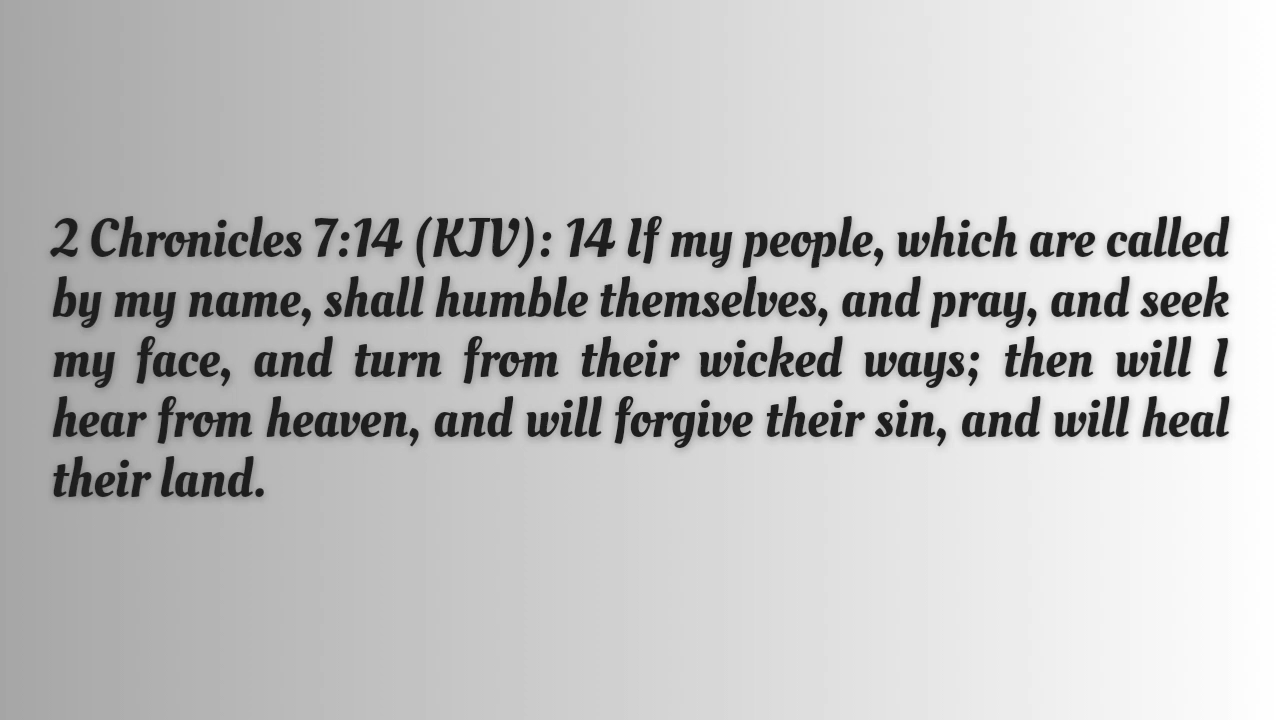 2 Chronicles 7:14 (KJV): 14 If my people, which are called
by my name, shall humble themselves, and pray, and seek
my face, and turn from their wicked ways; then will I
hear from heaven, and will forgive their sin, and will heal
their land.